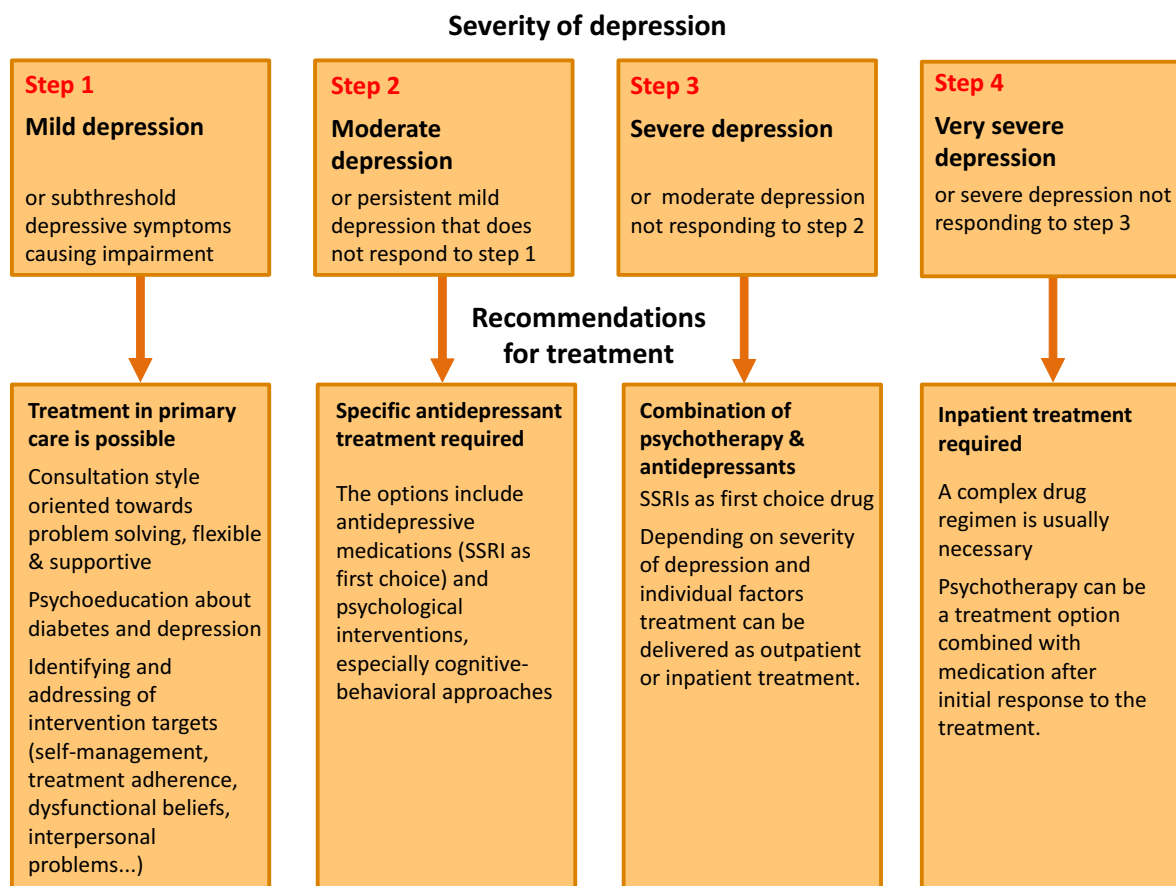 Severity of depression
Step 1
Mild depression
or subthreshold
depressive symptoms
causing impairment
Step 2
Moderate
depression
or persistent mild
depression that does
not respond to step 1
Step 3
Severe depression
or moderate depression
not responding to step 2
Step 4
Very severe
depression
or severe depression not
responding to step 3
Recommendations
for treatment
Treatment in primary
care is possible
Consultation style
oriented towards
problem solving, flexible
& supportive
Psychoeducation about
diabetes and depression
Identifying and
addressing of
intervention targets
(self-management,
treatment adherence,
dysfunctional beliefs,
interpersonal
problems...)
Specific antidepressant
treatment required
The options include
antidepressive
medications (SSRI as
first choice) and
psychological
interventions,
especially cognitive-
behavioral approaches
Combination of
psychotherapy &
antidepressants
SSRIs as first choice drug
Depending on severity
of depression and
individual factors
treatment can be
delivered as outpatient
or inpatient treatment.
Inpatient treatment
required
A complex drug
regimen is usually
necessary
Psychotherapy can be
a treatment option
combined with
medication after
initial response to the
treatment.